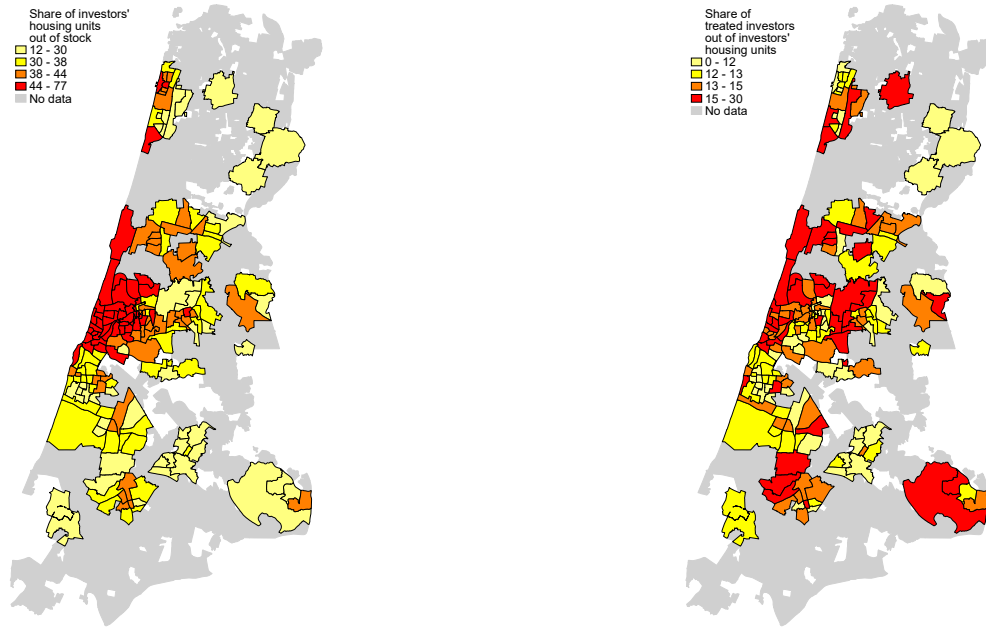 Share of investors'
housing units
out of stock
12 - 30
30 - 38
38 - 44
44 - 77
No data
Share of
treated investors
out of investors'
housing units
0 - 12
12 - 13
13 - 15
15 - 30
No data